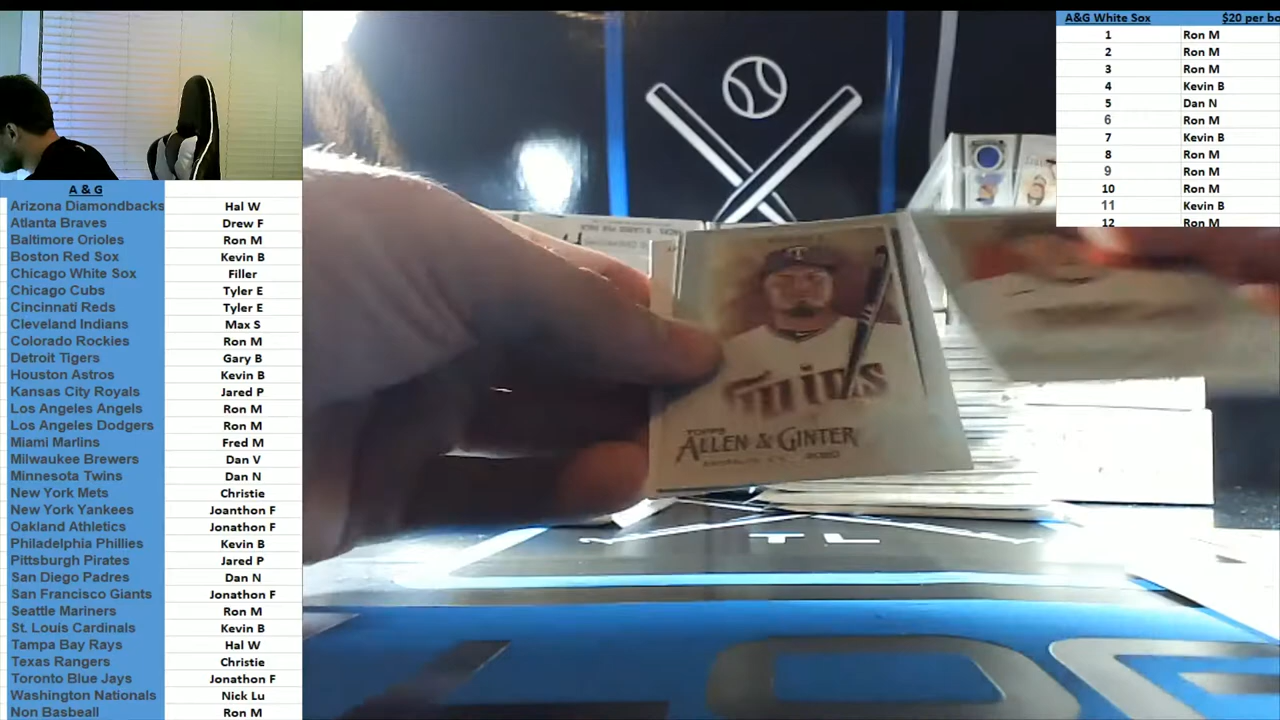 A & G
Arizona Diamondbacks Hal W
Atlanta Braves Drew F
Baltimore Orioles Ron M
Boston Red Sox Kevin B
Chicago White Sox Filler
Chicago Cubs Tyler E
Cincinnati Reds Tyler E
Cleveland Indians Max S
Colorado Rockies Ron M
Detroit Tigers Gary B
Houston Astros Kevin B
Kansas City Royals Jared P
Los Angeles Angels Ron M
Los Angeles Dodgers Ron M
Miami Marlins Fred M
Milwaukee Brewers Dan V
Minnesota Twins Dan N
New York Mets Christie
New York Yankees Joanthon F
Oakland Athletics Jonathon F
Philadelphia Phillies Kevin B
Pittsburgh Pirates Jared P
San Diego Padres Dan N
San Francisco Giants Jonathon F
Seattle Mariners Ron M
St. Louis Cardinals Kevin B
Tampa Bay Rays Hal W
Texas Rangers Christie
Toronto Blue Jays Jonathon F
Washington Nationals Nick Lu
Non Basbeall Ron M
A&G White Sox $20 per bo
1 Ron M
2 Ron M
3 Ron M
4 Kevin B
5 Dan N
6 Ron M
7 Kevin B
8 Ron M
9 Ron M
10 Ron M
11 Kevin B
12 Ron M
Twins
TOPPS
ALLEN & GINTER
2020